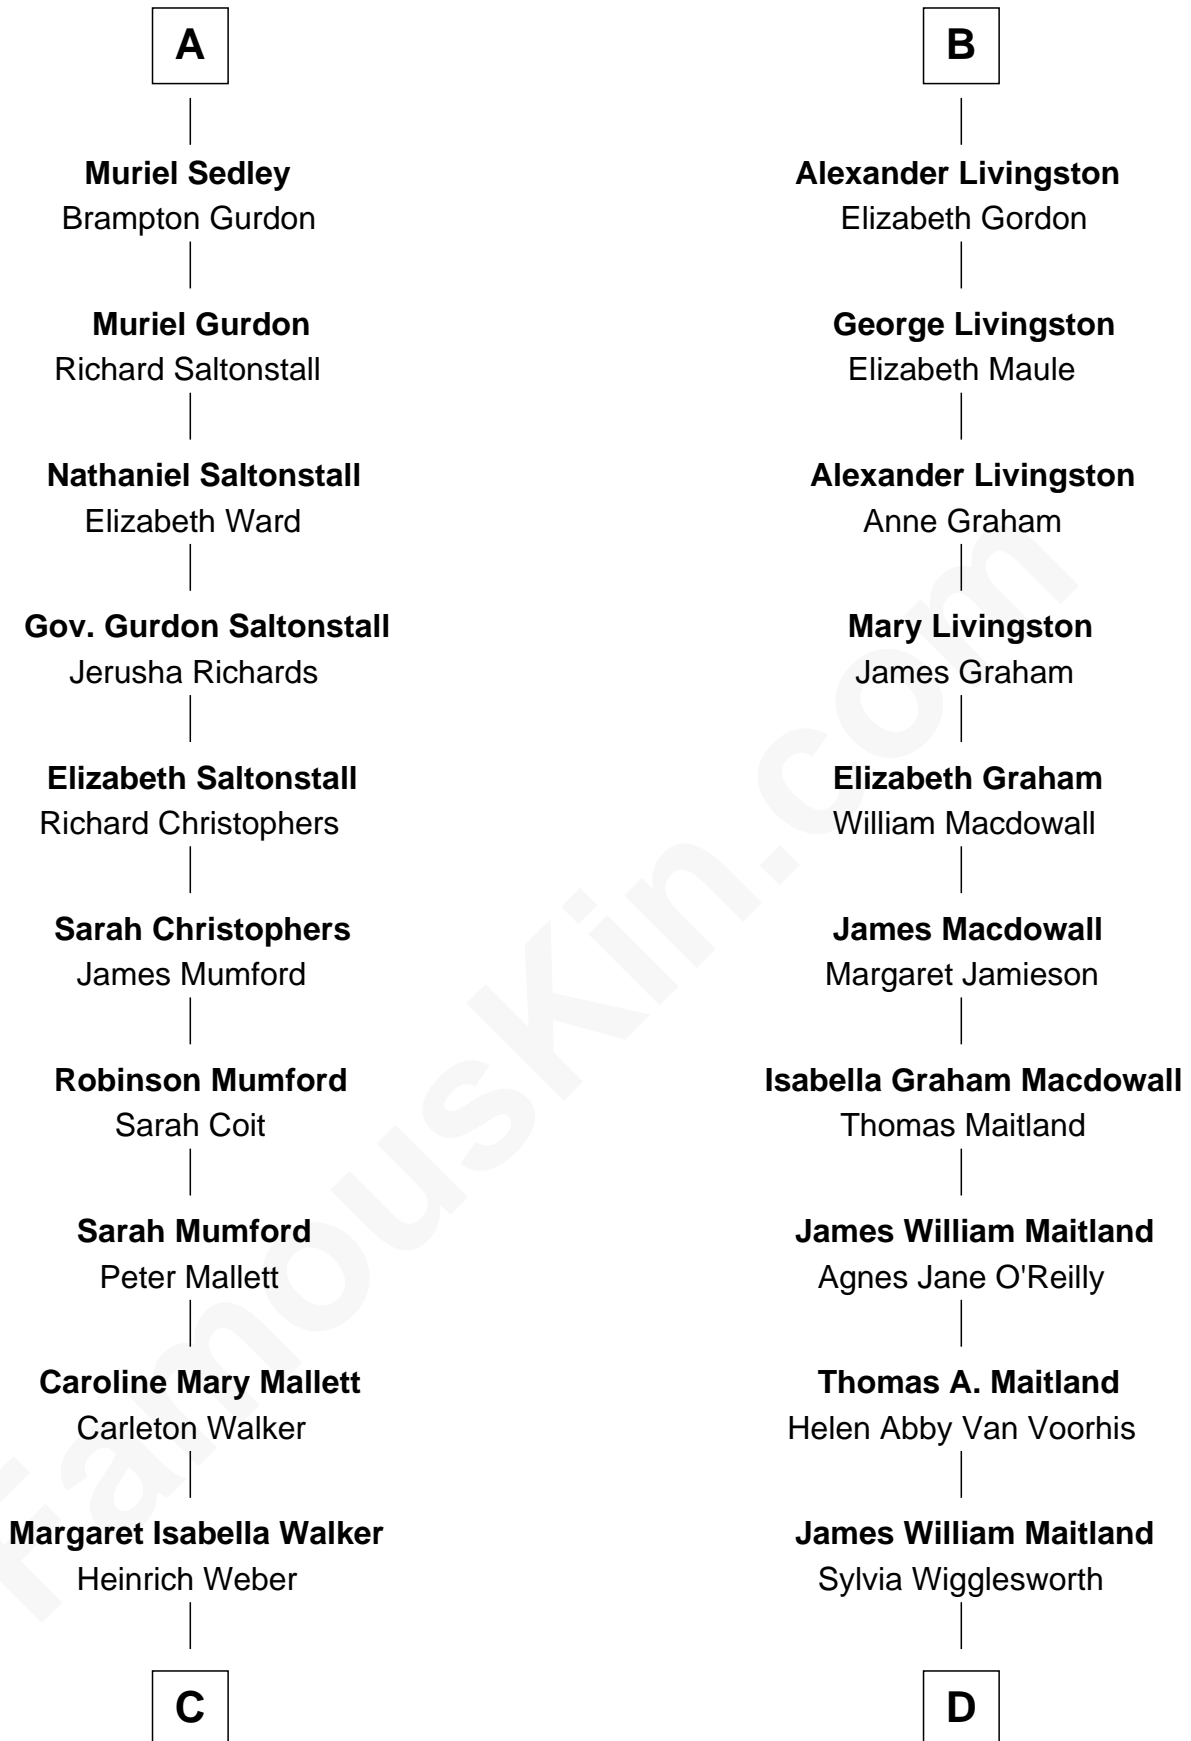 A
Muriel Sedley
Brampton Gurdon
Muriel Gurdon
Richard Saltonstall
Nathaniel Saltonstall
Elizabeth Ward
Gov. Gurdon Saltonstall
Jerusha Richards
Elizabeth Saltonstall
Richard Christophers
Sarah Christophers
James Mumford
Robinson Mumford
Sarah Coit
Sarah Mumford
Peter Mallett
Caroline Mary Mallett
Carleton Walker
Margaret Isabella Walker
Heinrich Weber
C
B
Alexander Livingston
Elizabeth Gordon
George Livingston
Elizabeth Maule
Alexander Livingston
Anne Graham
Mary Livingston
James Graham
Elizabeth Graham
William Macdowall
James Macdowall
Margaret Jamieson
Isabella Graham Macdowall
Thomas Maitland
James William Maitland
Agnes Jane O'Reilly
Thomas A. Maitland
Helen Abby Van Voorhis
James William Maitland
Sylvia Wigglesworth
D
FamousKin.com